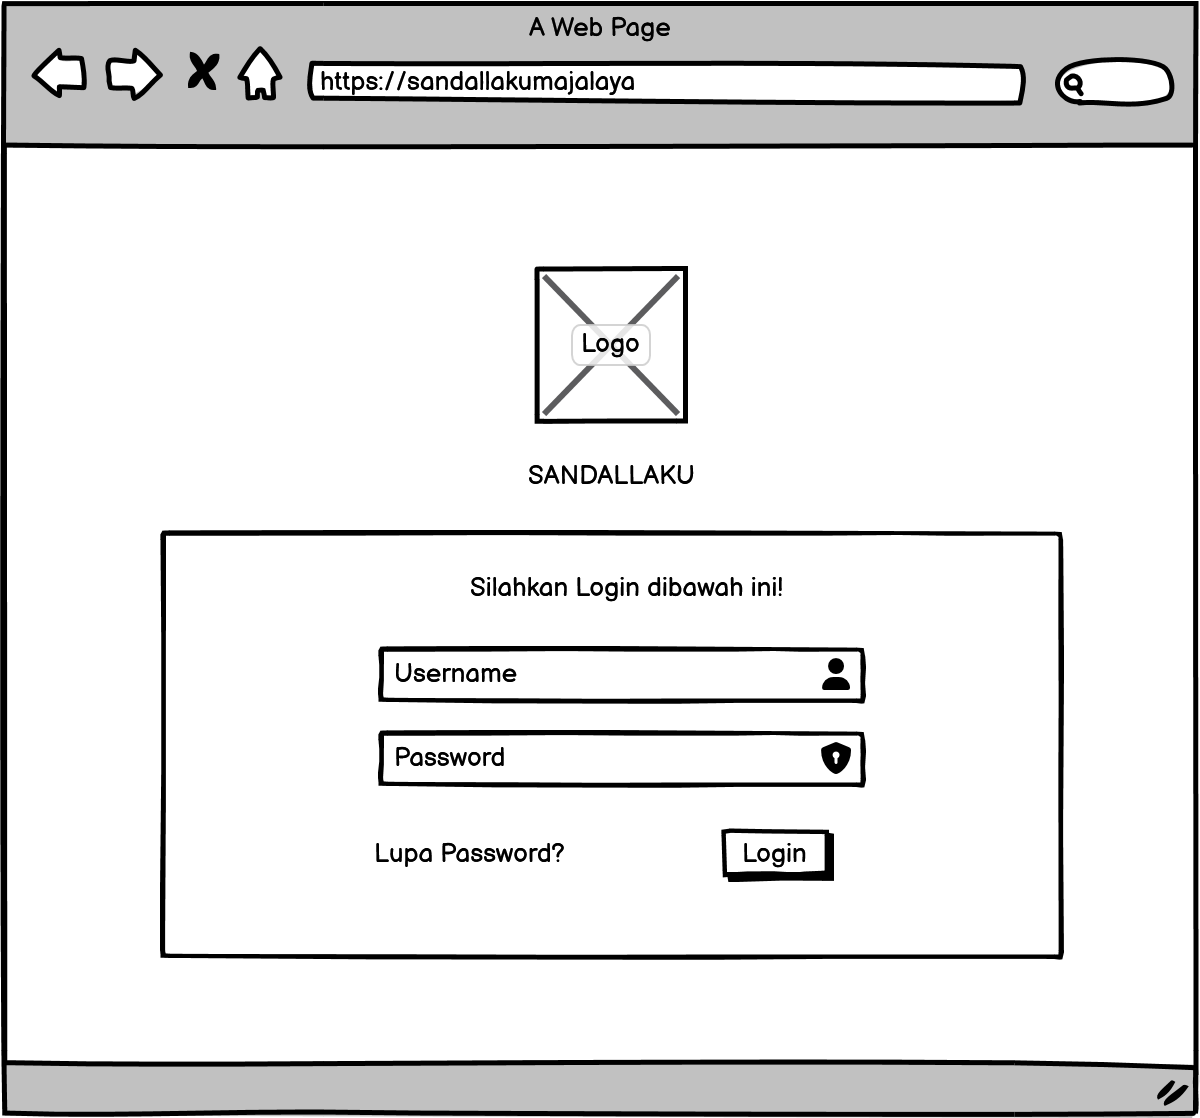 A Web Page
https://sandallakumajalaya
Logo
SANDALLAKU
Silahkan Login dibawah ini!
Username
Password
Lupa Password?
Login